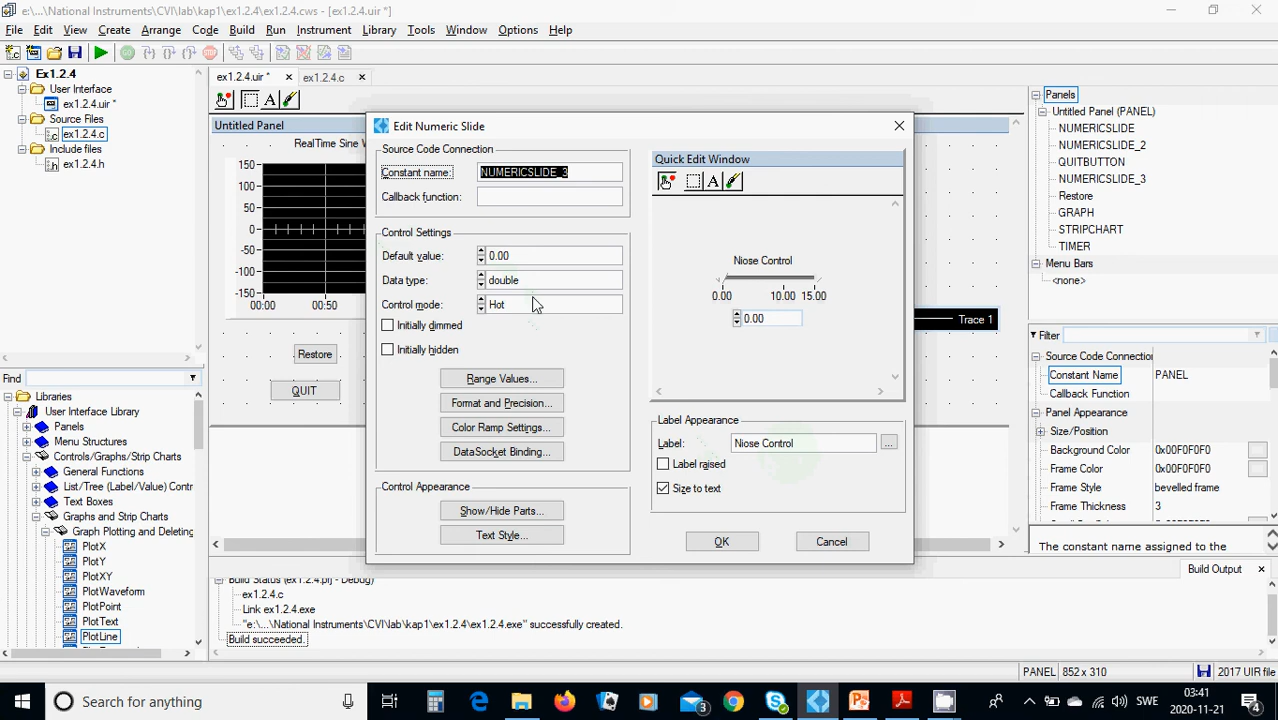 e:\...\National Instruments\CVI\lab\kap1\ex1.2.4\ex1.2.4.cws - [ex1.2.4.uir *]
File Edit View Create Arrange Code Build Run Instrument Library Tools Window Options Help
Ex1.2.4
User Interface
ex1.2.4.uir *
Source Files
ex1.2.4.c
Include files
ex1.2.4.h
Find
Libraries
User Interface Library
Panels
Menu Structures
Controls/Graphs/Strip Charts
General Functions
List/Tree (Label/Value) Contr
Text Boxes
Graphs and Strip Charts
Graph Plotting and Deleting
PlotX
PlotY
PlotXY
PlotWaveform
PlotPoint
PlotText
PlotLine
ex1.2.4.uir *
ex1.2.4.c
Untitled Panel
RealTime Sine W
150
100
50
0
-50
-100
-150
00:00
Restore
QUIT
Trace 1
Edit Numeric Slide
Source Code Connection
Constant name: NUMERICSLIDE_3
Callback function:
Control Settings
Default value: 0.00
Data type: double
Control mode: Hot
Initially dimmed
Initially hidden
Range Values...
Format and Precision...
Color Ramp Settings...
DataSocket Binding...
Control Appearance
Show/Hide Parts...
Text Style...
Quick Edit Window
Niose Control
0.00 10.00 15.00
0.00
Label Appearance
Label: Niose Control ...
Label raised
Size to text
OK Cancel
Panels
Untitled Panel (PANEL)
NUMERICSLIDE
NUMERICSLIDE_2
QUITBUTTON
NUMERICSLIDE_3
Restore
GRAPH
STRIPCHART
TIMER
Menu Bars
<none>
Filter
Source Code Connection
Constant Name PANEL
Callback Function
Panel Appearance
Size/Position
Background Color 0x00F0F0F0
Frame Color 0x00F0F0F0
Frame Style bevelled frame
Frame Thickness 3
The constant name assigned to the
Build Output
Build Status (ex1.2.4.prj - Debug)
ex1.2.4.c
Link ex1.2.4.exe
"e:\...\National Instruments\CVI\lab\kap1\ex1.2.4\ex1.2.4.exe" successfully created.
Build succeeded.
PANEL 852 x 310 2017 UIR file
Search for anything
3
SWE
03:41
2020-11-21
4